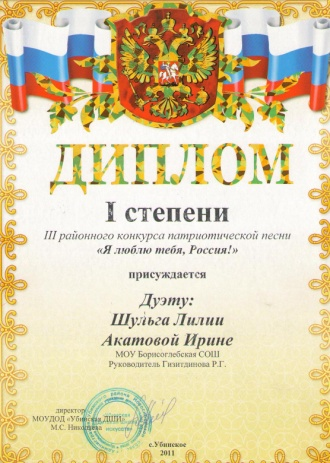 ДИПЛОМ
I степени
III районного конкурса патриотической песни
«Я люблю тебя, Россия!»
присуждается
Дуэту:
Шульга Лилии
Акатовой Ирине
МОУ Борисоглебская СОШ
Руководитель Гизитдинова Р.Г.
директор
МОУДОД «Убинская ДШИ»
М.С. Николаева
с.Убинское
2011